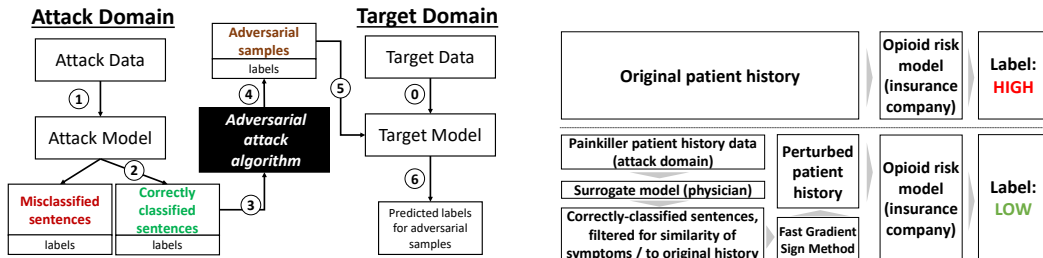 Attack Domain
Target Domain
Attack Data
Adversarial
samples
labels
Target Data
1
4
5
0
Attack Model
Adversarial
attack
algorithm
Target Model
2
6
Misclassified
sentences
labels
Correctly
classified
sentences
labels
3
Predicted labels
for adversarial
samples
Original patient history
Opioid risk
model
(insurance
company)
Label:
HIGH
Painkiller patient history data
(attack domain)
Surrogate model (physician)
Correctly-classified sentences,
filtered for similarity of
symptoms / to original history
Perturbed
patient
history
Fast Gradient
Sign Method
Opioid risk
model
(insurance
company)
Label:
LOW